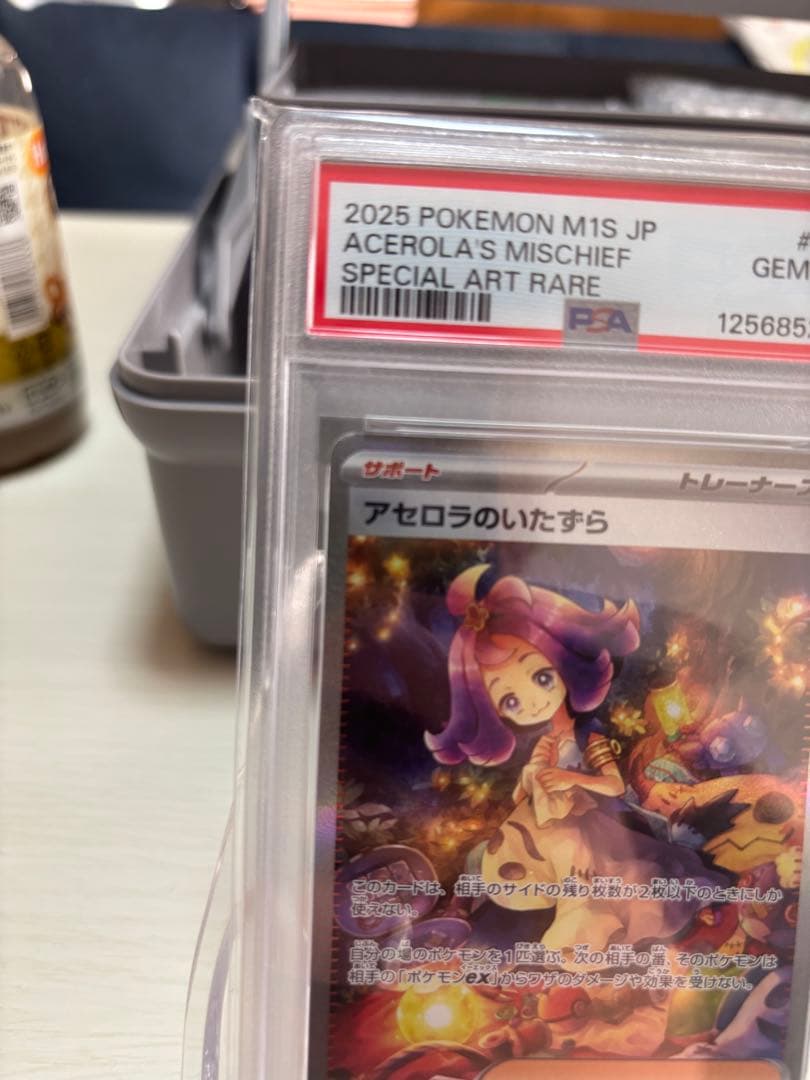 2025 POKEMON M1S JP
#
ACEROLA'S MISCHIEF
GEM
SPECIAL ART RARE
PSA
125685
サポート
トレーナーズ
アセロラのいたずら
このカードは、相手のサイドの残り枚数が2枚以下のときにしか
使えない。
自分の場のポケモンを1匹選ぶ。次の相手の番、そのポケモンは
相手の「ポケモンex」からワザのダメージや効果を受けない。